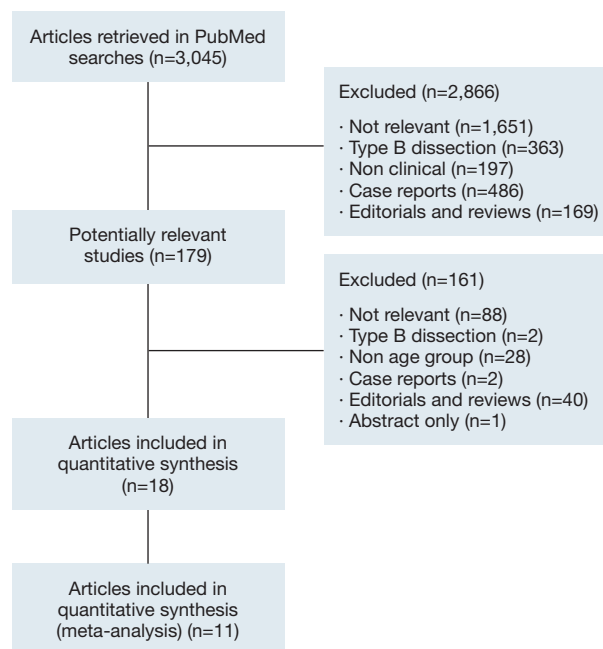 Articles retrieved in PubMed
searches (n=3,045)
Excluded (n=2,866)
· Not relevant (n=1,651)
· Type B dissection (n=363)
· Non clinical (n=197)
· Case reports (n=486)
· Editorials and reviews (n=169)
Potentially relevant
studies (n=179)
Excluded (n=161)
· Not relevant (n=88)
· Type B dissection (n=2)
· Non age group (n=28)
· Case reports (n=2)
· Editorials and reviews (n=40)
· Abstract only (n=1)
Articles included in
quantitative synthesis
(n=18)
Articles included in
quantitative synthesis
(meta-analysis) (n=11)